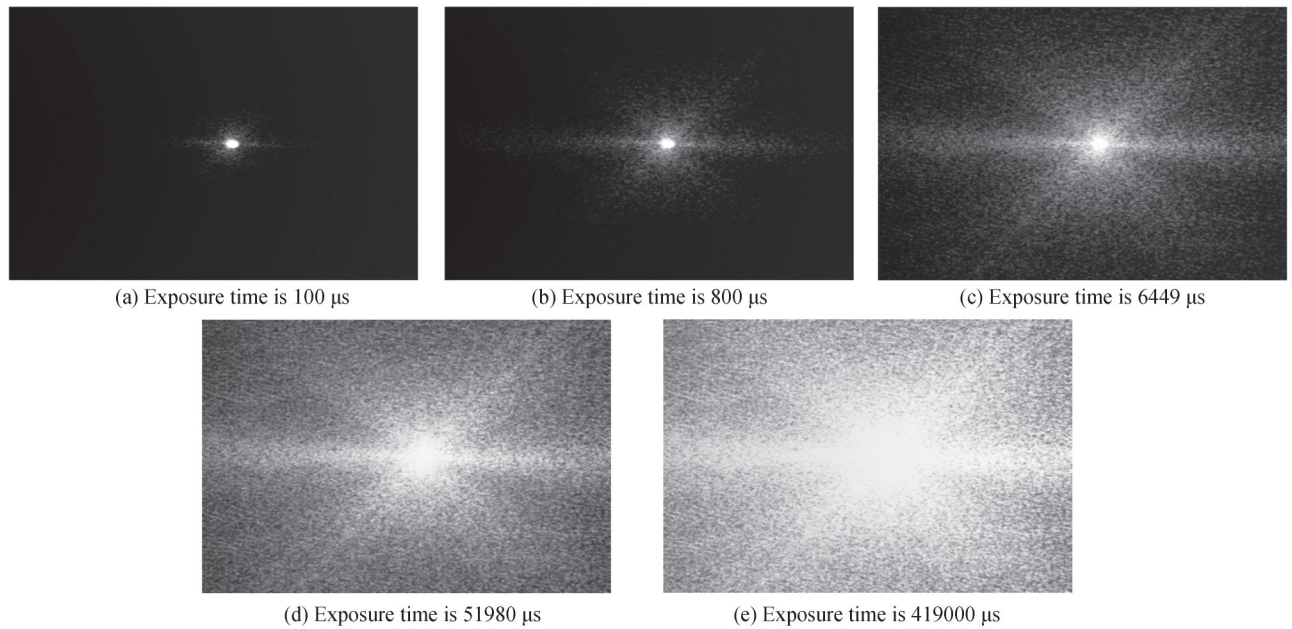 (a) Exposure time is 100 μs
(b) Exposure time is 800 μs
(c) Exposure time is 6449 μs
(d) Exposure time is 51980 μs
(e) Exposure time is 419000 μs